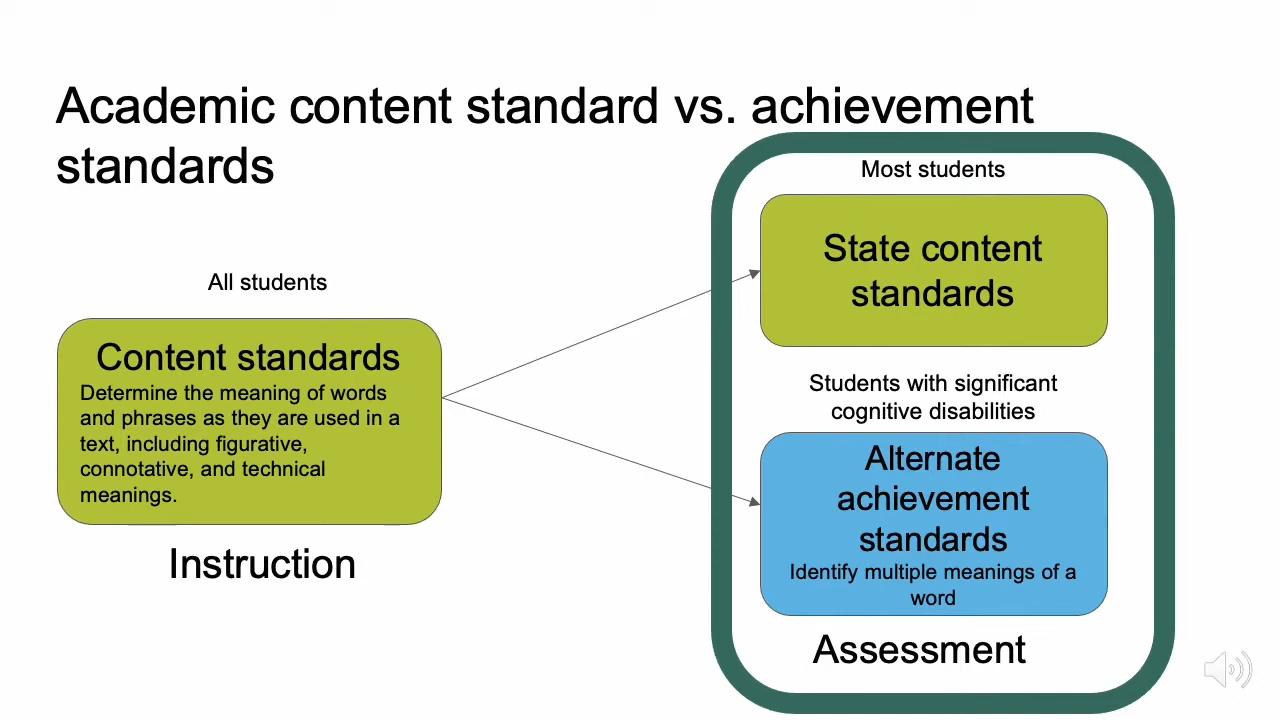 Academic content standard vs. achievement
standards
All students
Content standards
Determine the meaning of words
and phrases as they are used in a
text, including figurative,
connotative, and technical
meanings.
Instruction
Most students
State content
standards
Students with significant
cognitive disabilities
Alternate
achievement
standards
Identify multiple meanings of a
word
Assessment